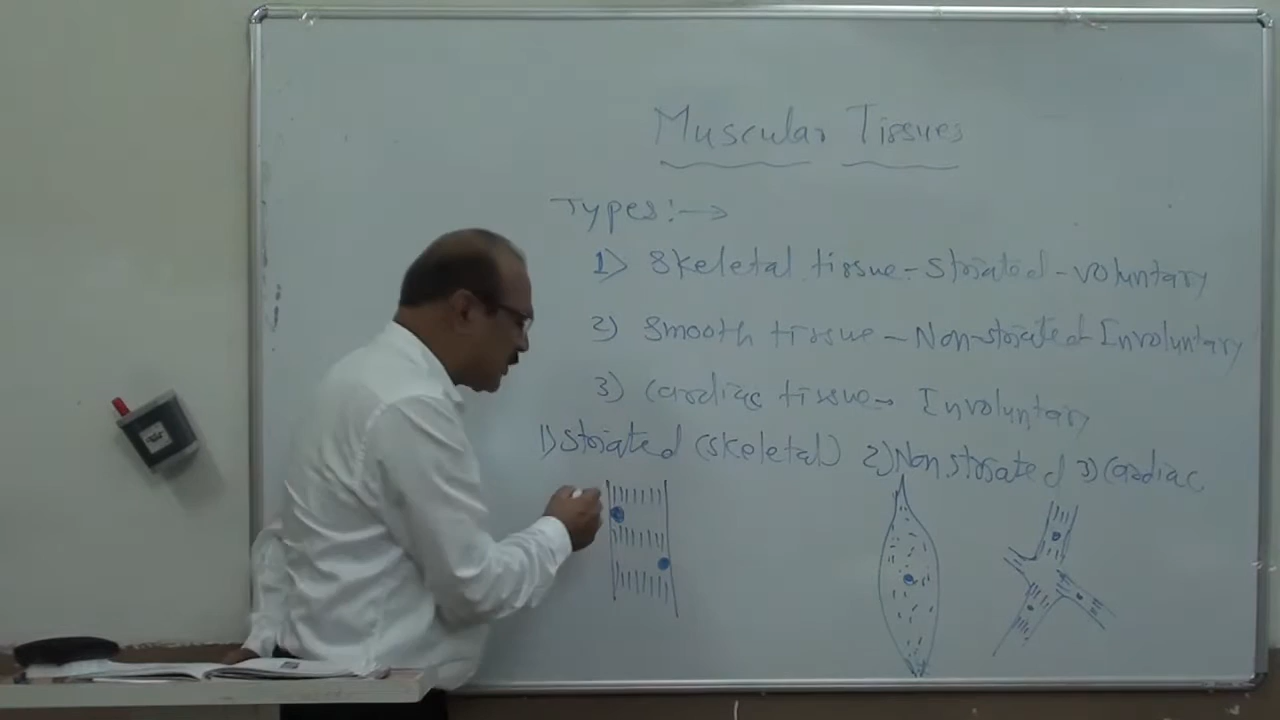 Muscular Tissues
Types:→
1) Skeletal tissue - Striated - Voluntary
2) Smooth tissue - Non-striated Involuntary
3) Cardiac tissue → Involuntary
1) Striated (Skeletal) 2) Non Striated 3) Cardiac